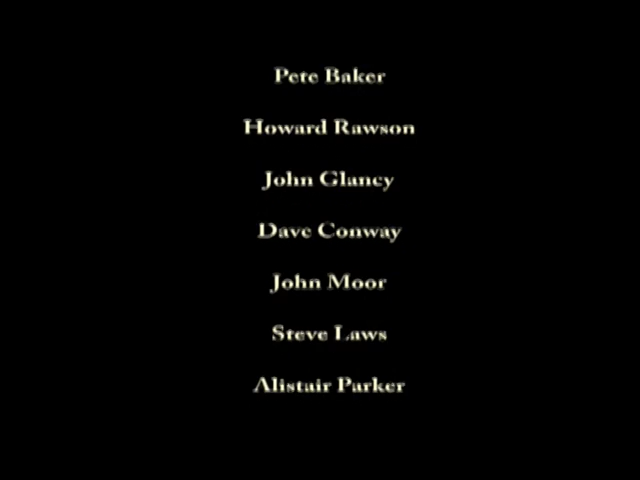 Pete Baker
Howard Rawson
John Glancy
Dave Conway
John Moor
Steve Laws
Alistair Parker